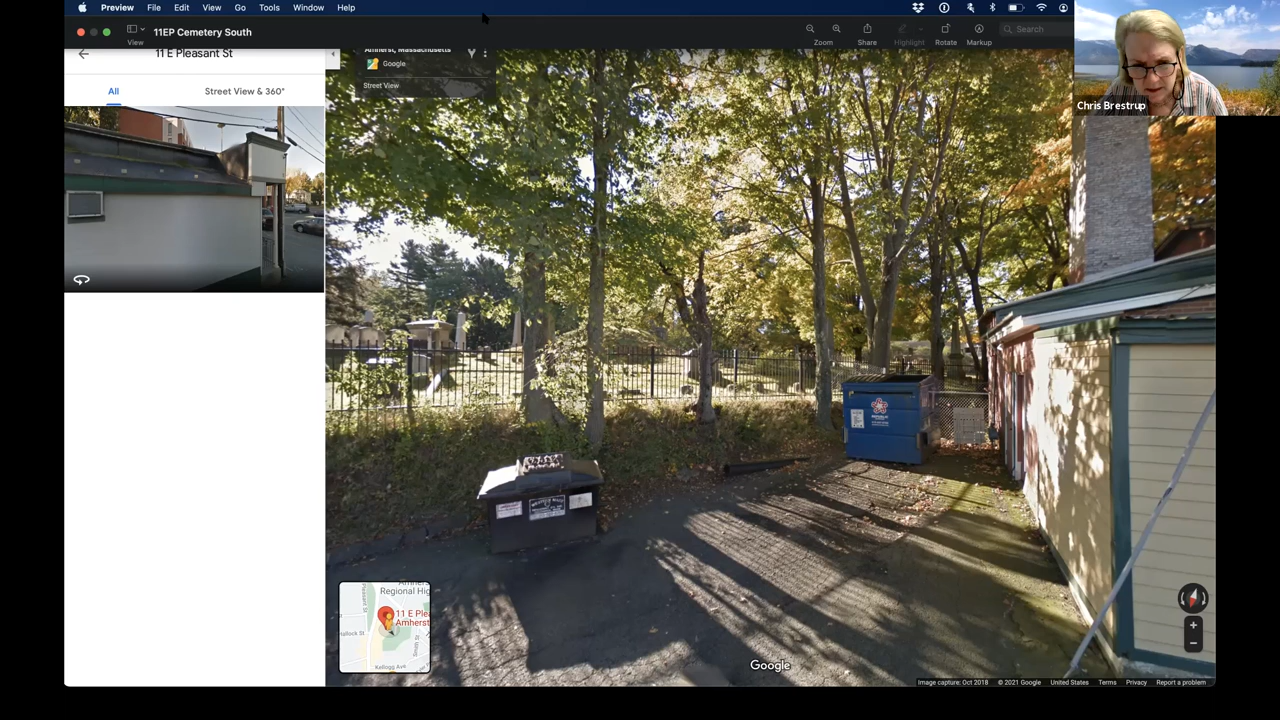 Preview File Edit View Go Tools Window Help
11EP Cemetery South
View
Zoom
Share
Highlight
Rotate
Markup
Search
11 E Pleasant St
All
Street View & 360°
Amherst, Massachusetts
Google
Street View
Chris Brestrup
REPUBLIC
Regional Hig
11 E Plea
Amherst
Kellogg Ave
Google
Image capture: Oct 2018 © 2021 Google United States Terms Privacy Report a problem